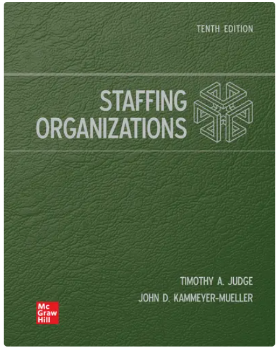 TENTH EDITION
STAFFING
ORGANIZATIONS
TIMOTHY A. JUDGE
JOHN D. KAMMEYER-MUELLER
Mc
Graw
Hill